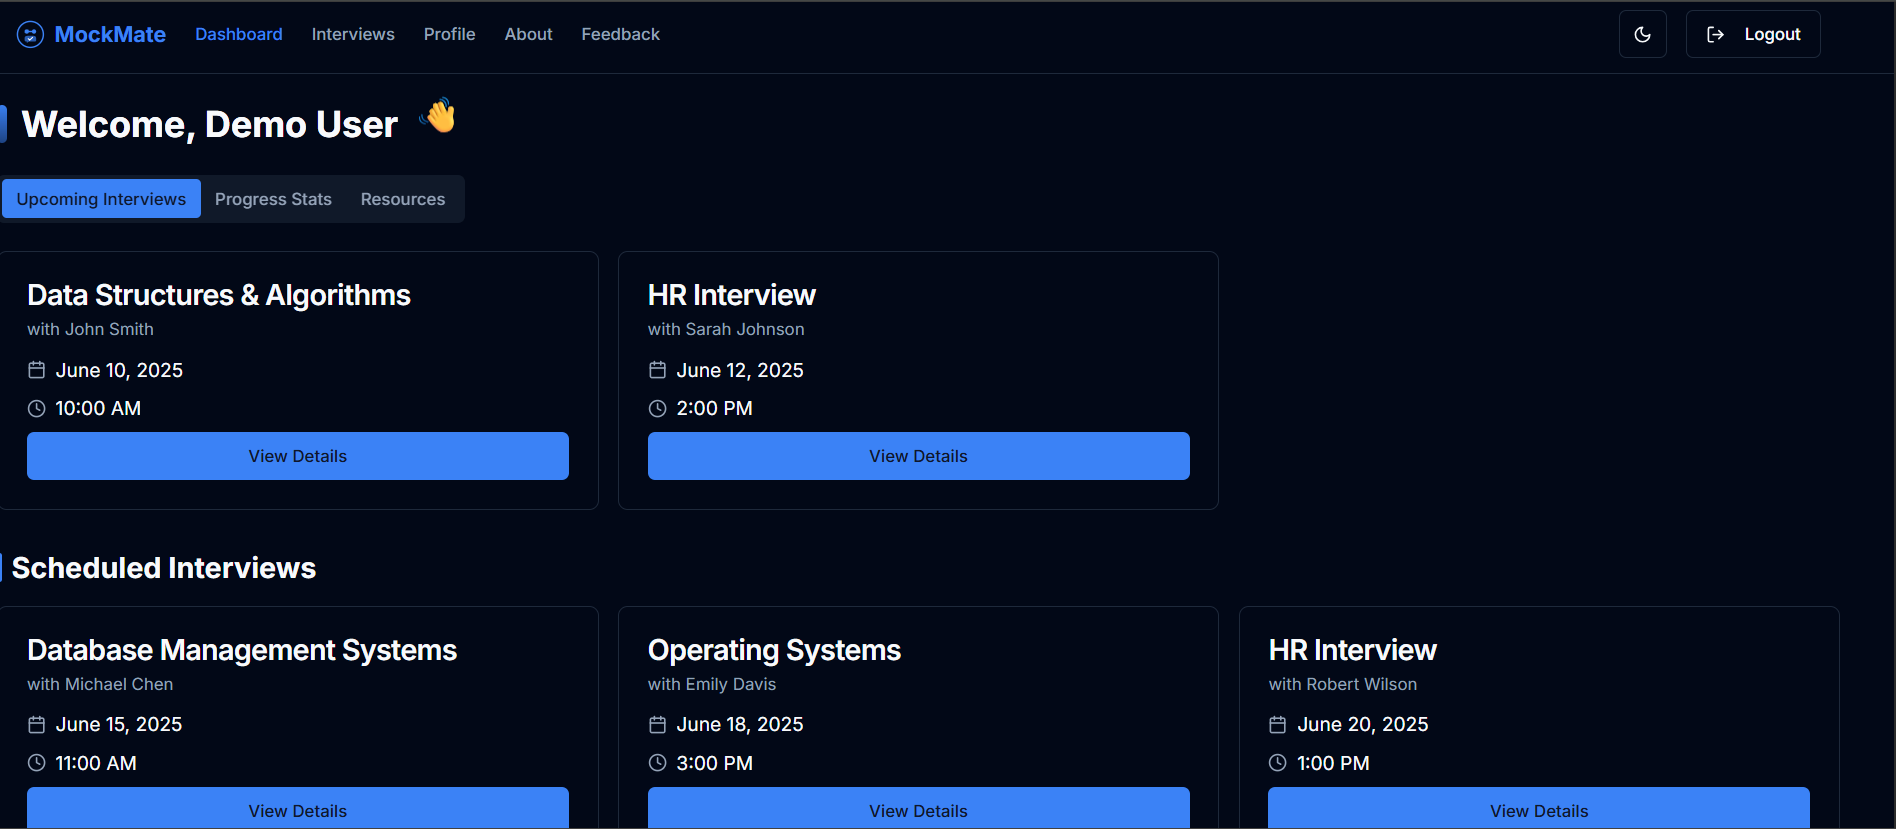 MockMate Dashboard Interviews Profile About Feedback Logout
Welcome, Demo User 👋
Upcoming Interviews Progress Stats Resources
Data Structures & Algorithms
with John Smith
June 10, 2025
10:00 AM
View Details
HR Interview
with Sarah Johnson
June 12, 2025
2:00 PM
View Details
Scheduled Interviews
Database Management Systems
with Michael Chen
June 15, 2025
11:00 AM
View Details
Operating Systems
with Emily Davis
June 18, 2025
3:00 PM
View Details
HR Interview
with Robert Wilson
June 20, 2025
1:00 PM
View Details